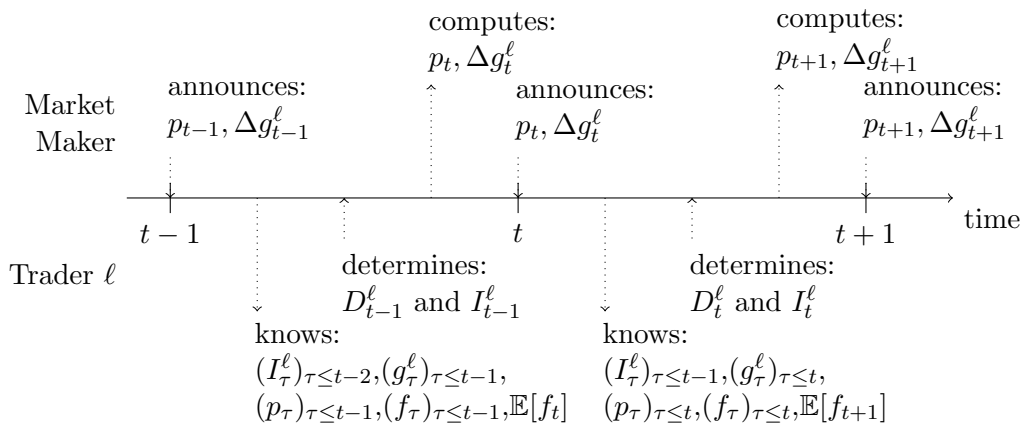 computes:
p_t, Δg_t^ℓ
computes:
p_{t+1}, Δg_{t+1}^ℓ
Market
Maker
announces:
p_{t−1}, Δg_{t−1}^ℓ
announces:
p_t, Δg_t^ℓ
announces:
p_{t+1}, Δg_{t+1}^ℓ
t − 1
t
t + 1
time
Trader ℓ
determines:
D_{t−1}^ℓ and I_{t−1}^ℓ
determines:
D_t^ℓ and I_t^ℓ
knows:
(I_τ^ℓ)_{τ≤t−2},(g_τ^ℓ)_{τ≤t−1},
(p_τ)_{τ≤t−1},(f_τ)_{τ≤t−1},𝔼[f_t]
knows:
(I_τ^ℓ)_{τ≤t−1},(g_τ^ℓ)_{τ≤t},
(p_τ)_{τ≤t},(f_τ)_{τ≤t},𝔼[f_{t+1}]